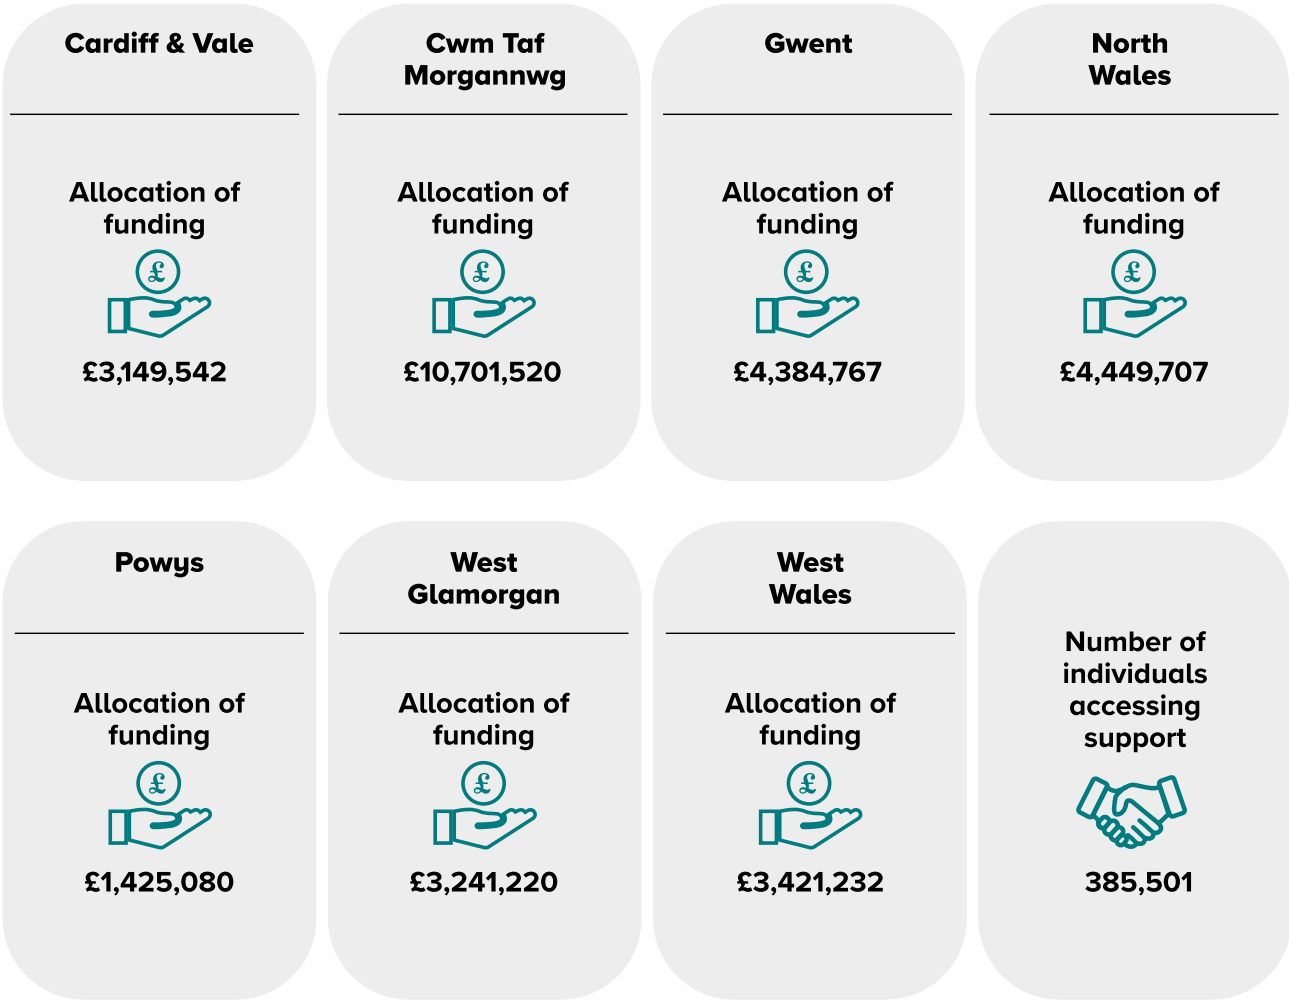 Cardiff & Vale
Allocation of
funding
£
£3,149,542
Cwm Taf
Morgannwg
Allocation of
funding
£
£10,701,520
Gwent
Allocation of
funding
£
£4,384,767
North
Wales
Allocation of
funding
£
£4,449,707
Powys
Allocation of
funding
£
£1,425,080
West
Glamorgan
Allocation of
funding
£
£3,241,220
West
Wales
Allocation of
funding
£
£3,421,232
Number of
individuals
accessing
support
385,501